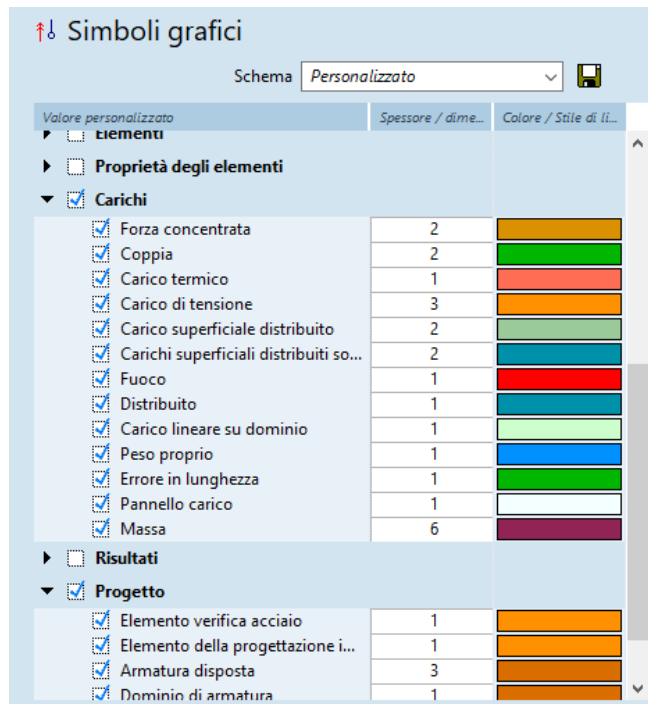 Simboli grafici
Schema Personalizzato
Valore personalizzato Spessore / dime... Colore / Stile di li...
Elementi
Proprietà degli elementi
Carichi
Forza concentrata 2
Coppia 2
Carico termico 1
Carico di tensione 3
Carico superficiale distribuito 2
Carichi superficiali distribuiti so... 2
Fuoco 1
Distribuito 1
Carico lineare su dominio 1
Peso proprio 1
Errore in lunghezza 1
Pannello carico 1
Massa 6
Risultati
Progetto
Elemento verifica acciaio 1
Elemento della progettazione i... 1
Armatura disposta 3
Dominio di armatura 1